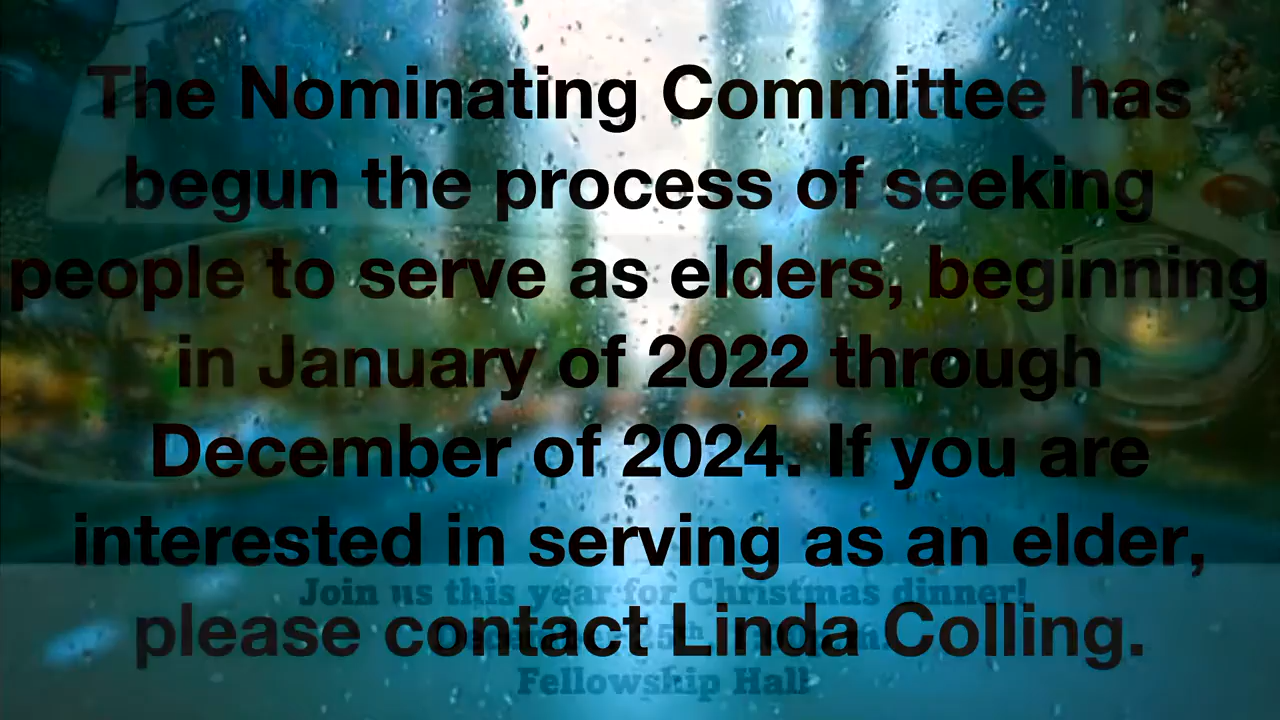 The Nominating Committee has
begun the process of seeking
people to serve as elders, beginning
in January of 2022 through
December of 2024. If you are
interested in serving as an elder,
Join us this year for Christmas dinner!
please contact Linda Colling.
Fellowship Hall